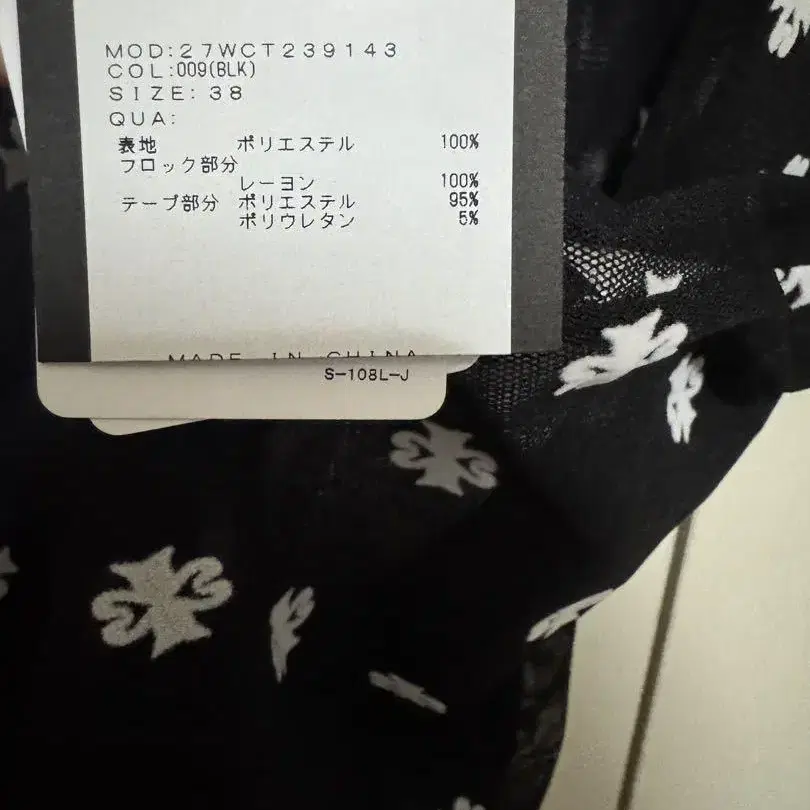 MOD:27WCT239143
COL:009(BLK)
SIZE:38
QUA:
表地 ポリエステル 100%
フロック部分
レーヨン 100%
テープ部分 ポリエステル 95%
ポリウレタン 5%
MADE IN CHINA
S-108L-J